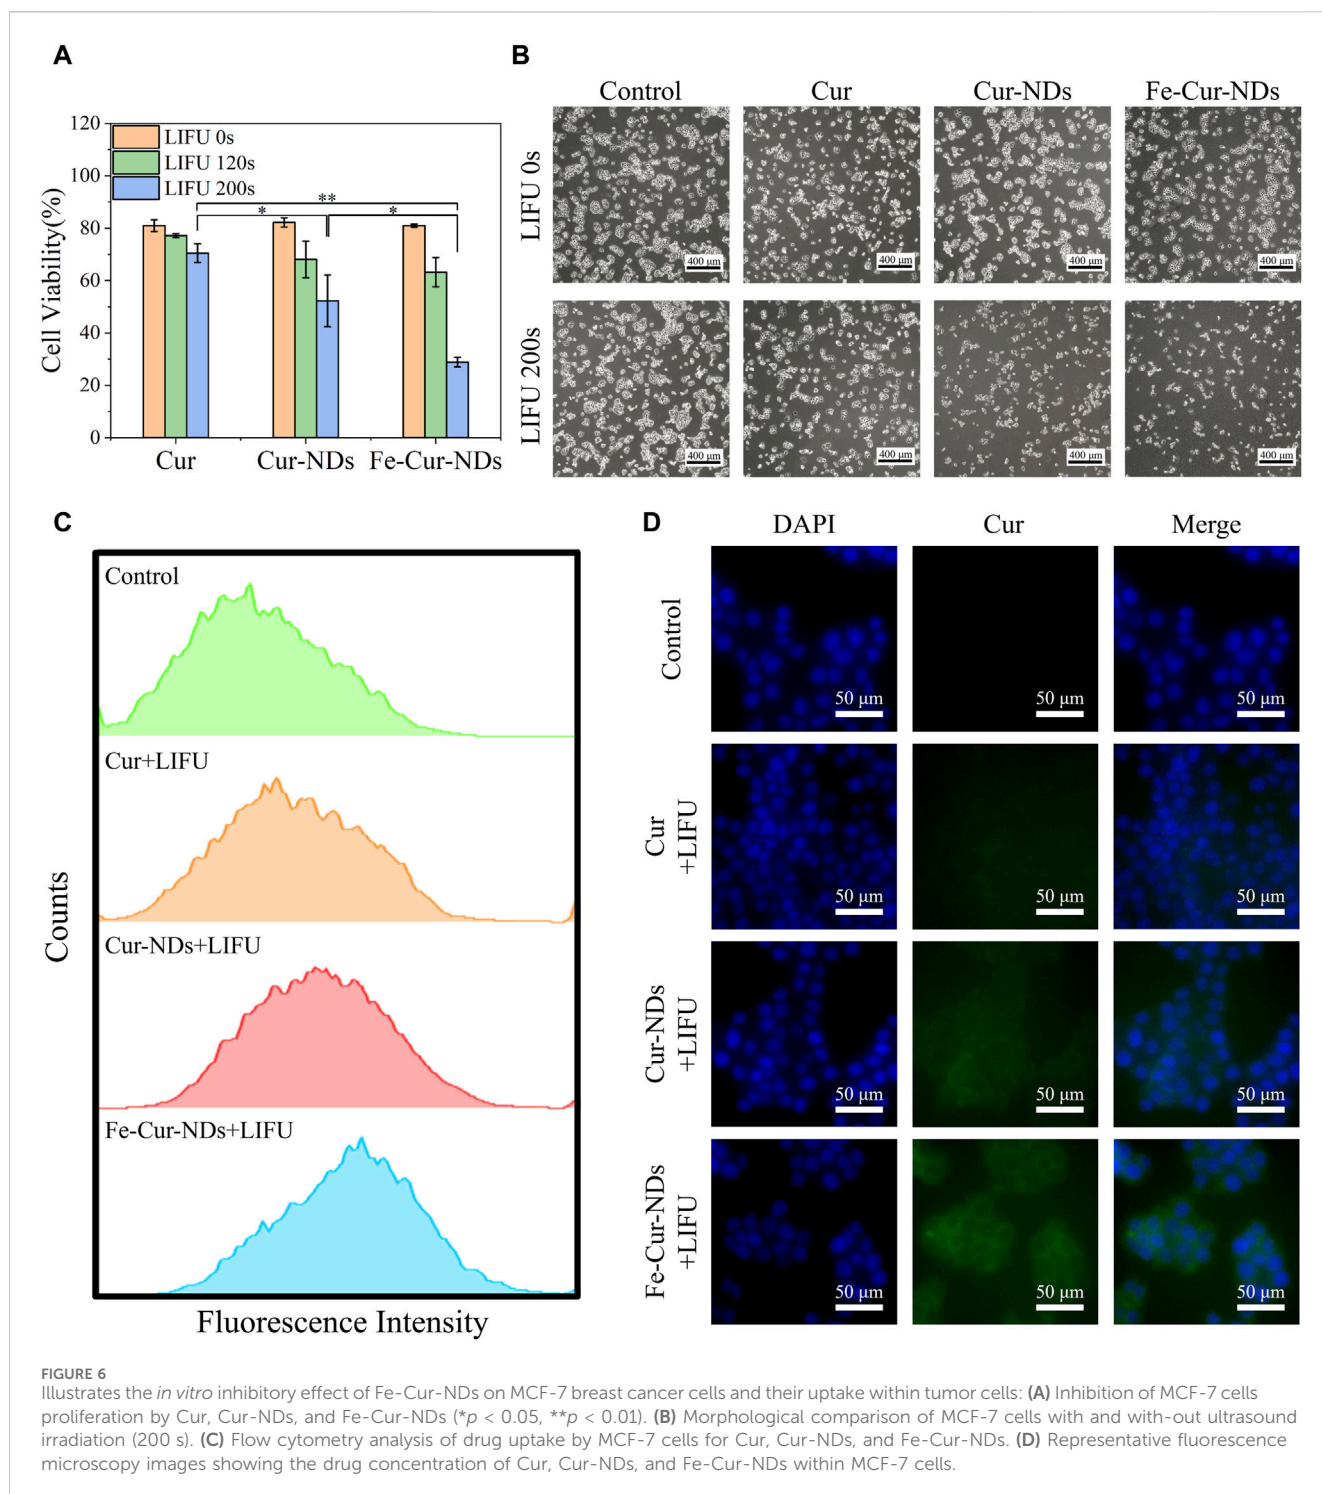 A
Cell Viability(%)
120
100
80
60
40
20
0
LIFU 0s
LIFU 120s
LIFU 200s
**
*
*
Cur
Cur-NDs
Fe-Cur-NDs
B
Control
Cur
Cur-NDs
Fe-Cur-NDs
LIFU 0s
400 µm
400 µm
400 µm
400 µm
LIFU 200s
400 µm
400 µm
400 µm
400 µm
C
Counts
Control
Cur+LIFU
Cur-NDs+LIFU
Fe-Cur-NDs+LIFU
Fluorescence Intensity
D
DAPI
Cur
Merge
Control
50 µm
50 µm
50 µm
Cur
+LIFU
50 µm
50 µm
50 µm
Cur-NDs
+LIFU
50 µm
50 µm
50 µm
Fe-Cur-NDs
+LIFU
50 µm
50 µm
50 µm
FIGURE 6
Illustrates the in vitro inhibitory effect of Fe-Cur-NDs on MCF-7 breast cancer cells and their uptake within tumor cells: (A) Inhibition of MCF-7 cells
proliferation by Cur, Cur-NDs, and Fe-Cur-NDs (*p < 0.05, **p < 0.01). (B) Morphological comparison of MCF-7 cells with and with-out ultrasound
irradiation (200 s). (C) Flow cytometry analysis of drug uptake by MCF-7 cells for Cur, Cur-NDs, and Fe-Cur-NDs. (D) Representative fluorescence
microscopy images showing the drug concentration of Cur, Cur-NDs, and Fe-Cur-NDs within MCF-7 cells.